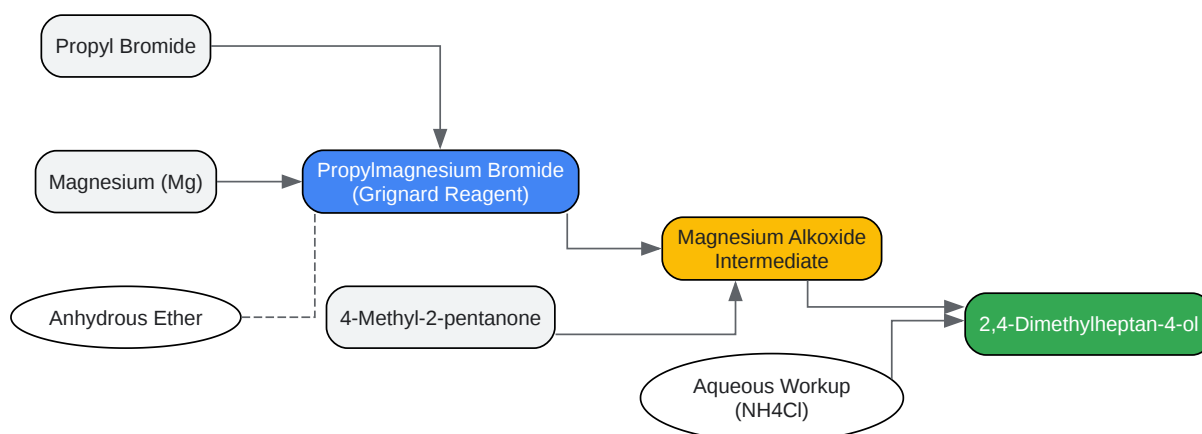 Propyl Bromide
Magnesium (Mg)
Propylmagnesium Bromide
(Grignard Reagent)
Magnesium Alkoxide
Intermediate
Anhydrous Ether
4-Methyl-2-pentanone
2,4-Dimethylheptan-4-ol
Aqueous Workup
(NH4Cl)